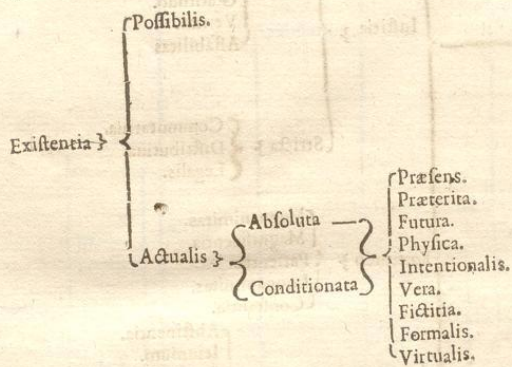 Poſſibilis.
Exiſtentia
Actualis
Abſoluta
Conditionata
Præſens.
Præterita.
Futura.
Phyſica.
Intentionalis.
Vera.
Fictitia.
Formalis.
Virtualis.